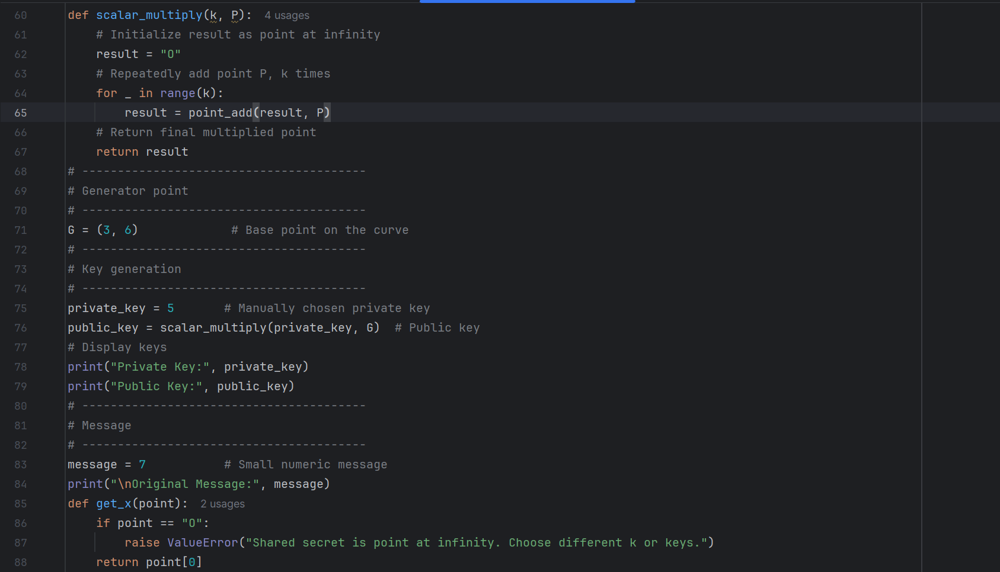 60 def scalar_multiply(k, P): 4 usages
61     # Initialize result as point at infinity
62     result = "O"
63     # Repeatedly add point P, k times
64     for _ in range(k):
65         result = point_add(result, P)
66     # Return final multiplied point
67     return result
68 # ----------------------------------------
69 # Generator point
70 # ----------------------------------------
71 G = (3, 6)             # Base point on the curve
72 # ----------------------------------------
73 # Key generation
74 # ----------------------------------------
75 private_key = 5       # Manually chosen private key
76 public_key = scalar_multiply(private_key, G)  # Public key
77 # Display keys
78 print("Private Key:", private_key)
79 print("Public Key:", public_key)
80 # ----------------------------------------
81 # Message
82 # ----------------------------------------
83 message = 7           # Small numeric message
84 print("\nOriginal Message:", message)
85 def get_x(point): 2 usages
86     if point == "O":
87         raise ValueError("Shared secret is point at infinity. Choose different k or keys.")
88     return point[0]